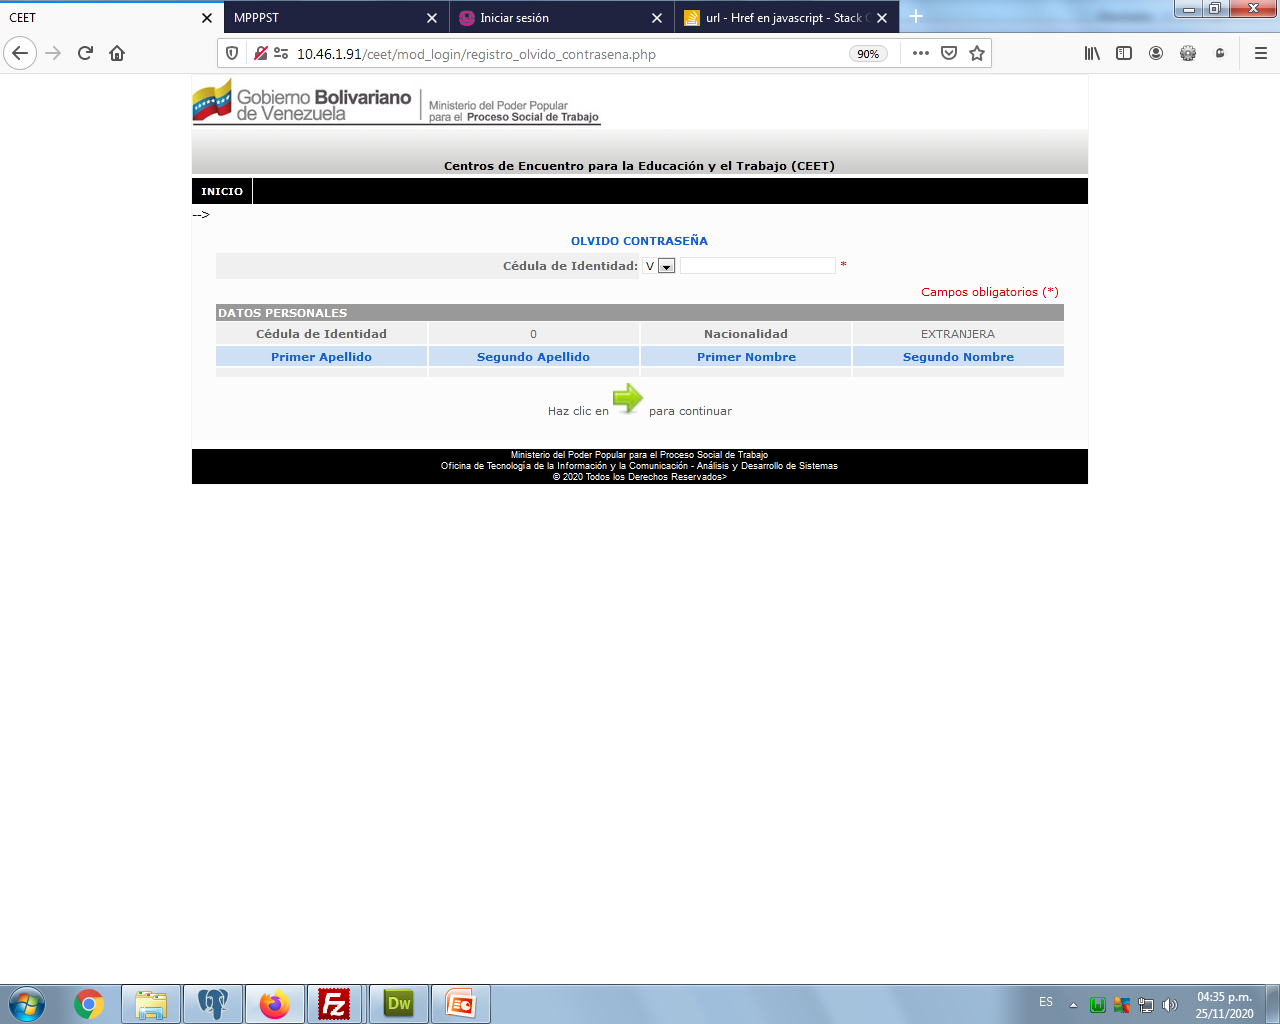 CEET
MPPPST
Iniciar sesión
url - Href en javascript - Stack
10.46.1.91/ceet/mod_login/registro_olvido_contrasena.php
90%
Gobierno Bolivariano
de Venezuela
Ministerio del Poder Popular
para el Proceso Social de Trabajo
Centros de Encuentro para la Educación y el Trabajo (CEET)
INICIO
-->
OLVIDO CONTRASEÑA
Cédula de Identidad: V *
Campos obligatorios (*)
DATOS PERSONALES
Cédula de Identidad 0 Nacionalidad EXTRANJERA
Primer Apellido Segundo Apellido Primer Nombre Segundo Nombre
Haz clic en para continuar
Ministerio del Poder Popular para el Proceso Social de Trabajo
Oficina de Tecnología de la Información y la Comunicación - Análisis y Desarrollo de Sistemas
© 2020 Todos los Derechos Reservados>
Fz
Dw
ES
04:35 p.m.
25/11/2020